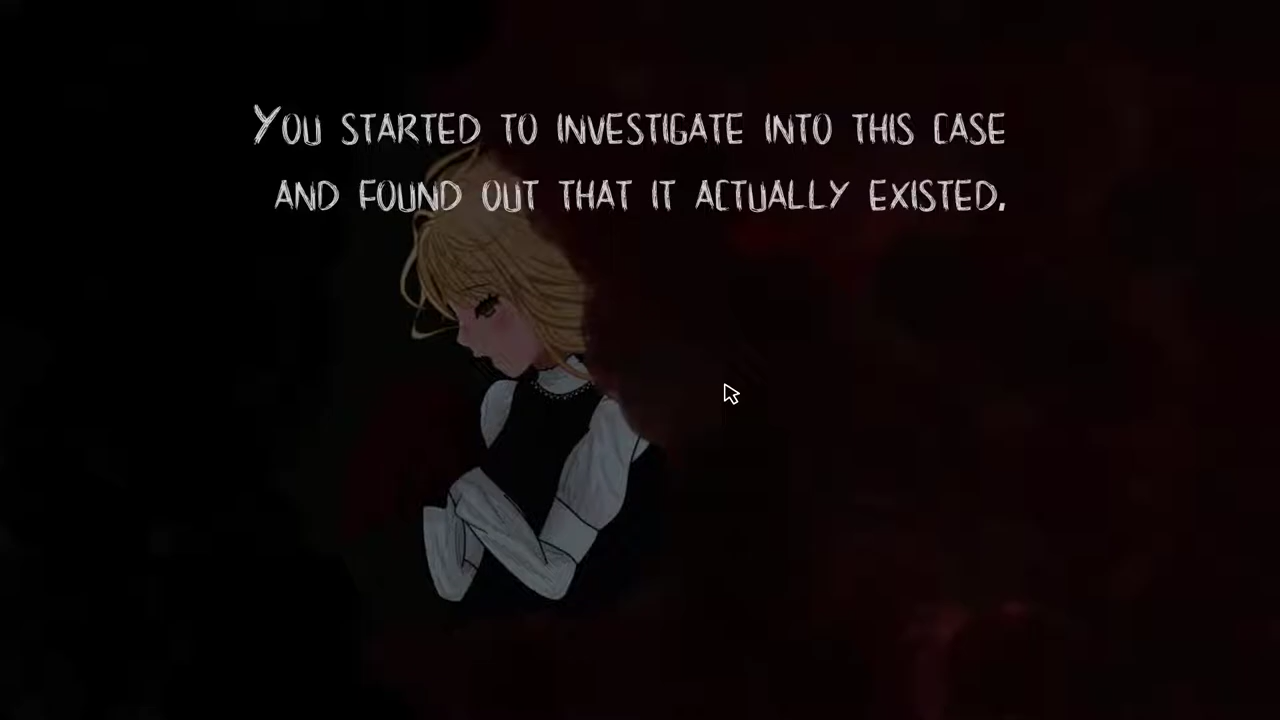 You started to investigate into this case
and found out that it actually existed.